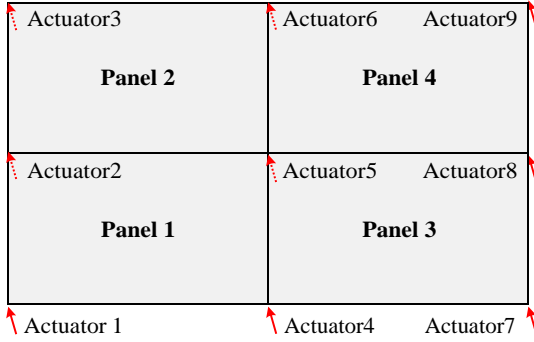 Actuator3 Actuator6 Actuator9
Panel 2 Panel 4
Actuator2 Actuator5 Actuator8
Panel 1 Panel 3
Actuator 1 Actuator4 Actuator7